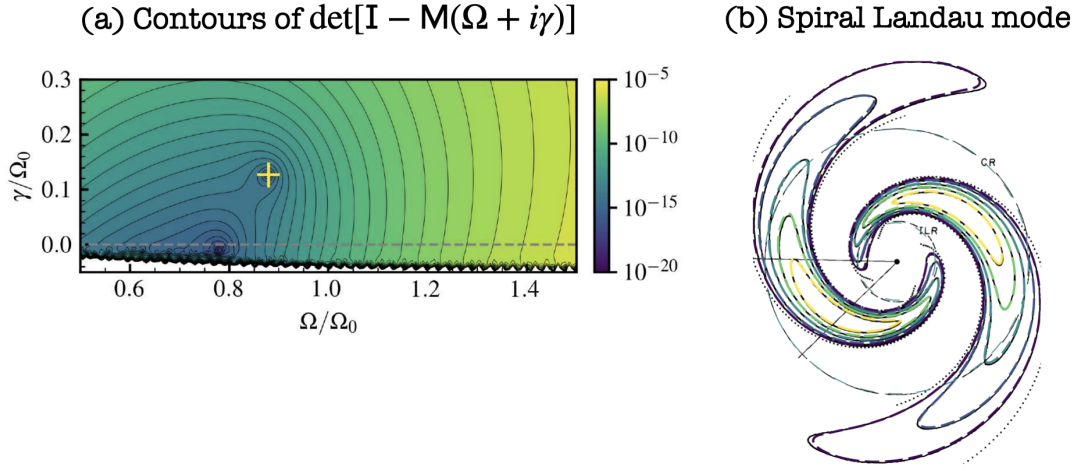 (a) Contours of det[I − M(Ω + iγ)]
(b) Spiral Landau mode
0.3
0.2
0.1
0.0
γ/Ω₀
0.6 0.8 1.0 1.2 1.4
Ω/Ω₀
10⁻⁵
10⁻¹⁰
10⁻¹⁵
10⁻²⁰
CR
ILR